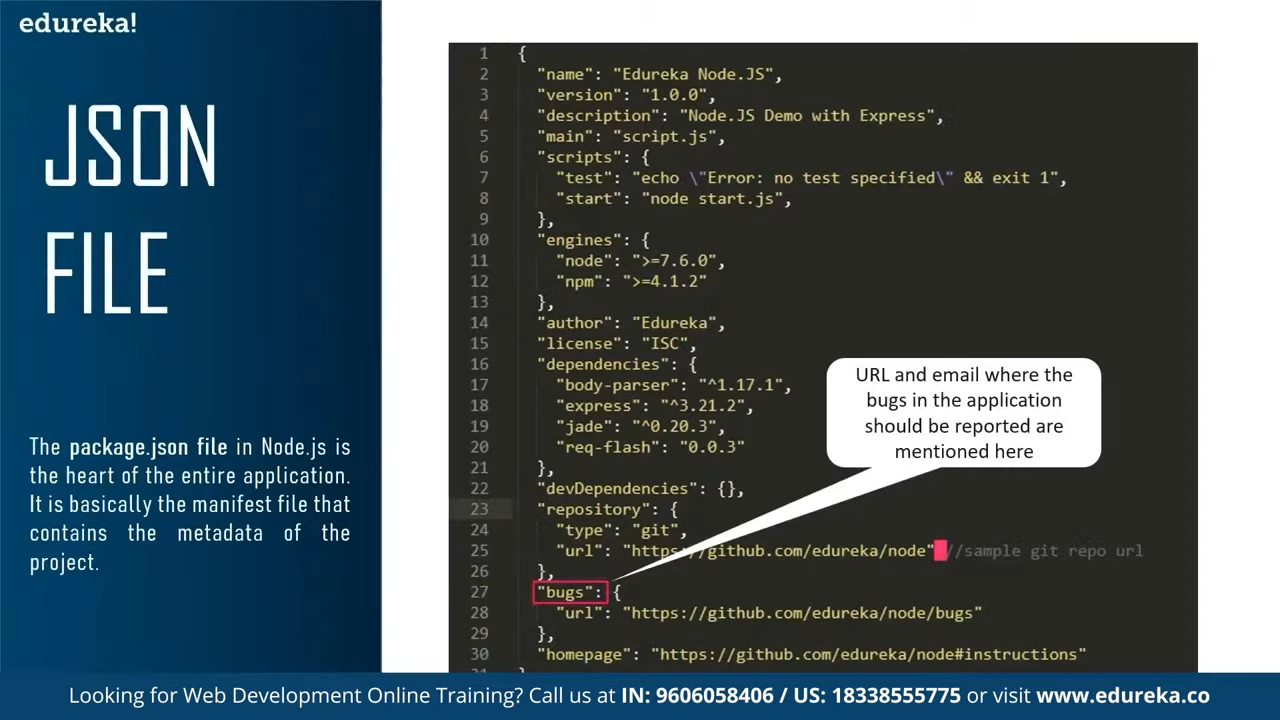 edureka!
JSON
FILE
The package.json file in Node.js is
the heart of the entire application.
It is basically the manifest file that
contains the metadata of the
project.
1 {
2 "name": "Edureka Node.JS",
3 "version": "1.0.0",
4 "description": "Node.JS Demo with Express",
5 "main": "script.js",
6 "scripts": {
7 "test": "echo \"Error: no test specified\" && exit 1",
8 "start": "node start.js",
9 },
10 "engines": {
11 "node": ">=7.6.0",
12 "npm": ">=4.1.2"
13 },
14 "author": "Edureka",
15 "license": "ISC",
16 "dependencies": {
17 "body-parser": "^1.17.1",
18 "express": "^3.21.2",
19 "jade": "^0.20.3",
20 "req-flash": "0.0.3"
21 },
22 "devDependencies": {},
23 "repository": {
24 "type": "git",
25 "url": "https://github.com/edureka/node" //sample git repo url
26 },
27 "bugs": {
28 "url": "https://github.com/edureka/node/bugs"
29 },
30 "homepage": "https://github.com/edureka/node#instructions"
URL and email where the
bugs in the application
should be reported are
mentioned here
Looking for Web Development Online Training? Call us at IN: 9606058406 / US: 18338555775 or visit www.edureka.co